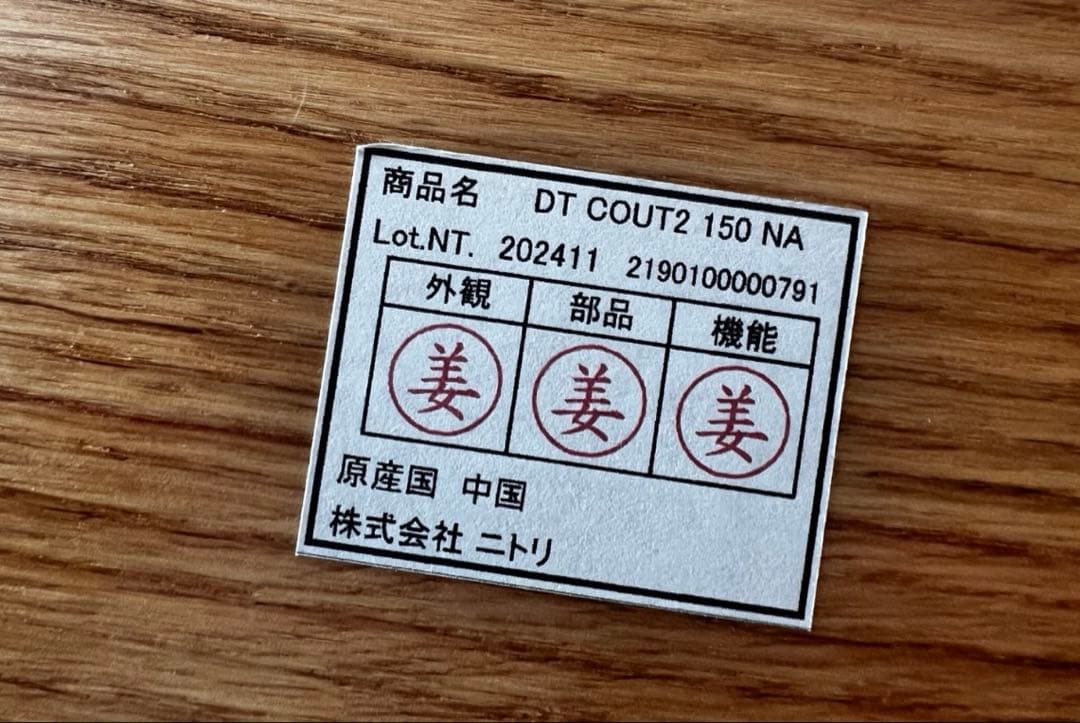 商品名 DT COUT2 150 NA
Lot.NT. 202411 2190100000791
外観 部品 機能
姜 姜 姜
原産国 中国
株式会社 ニトリ